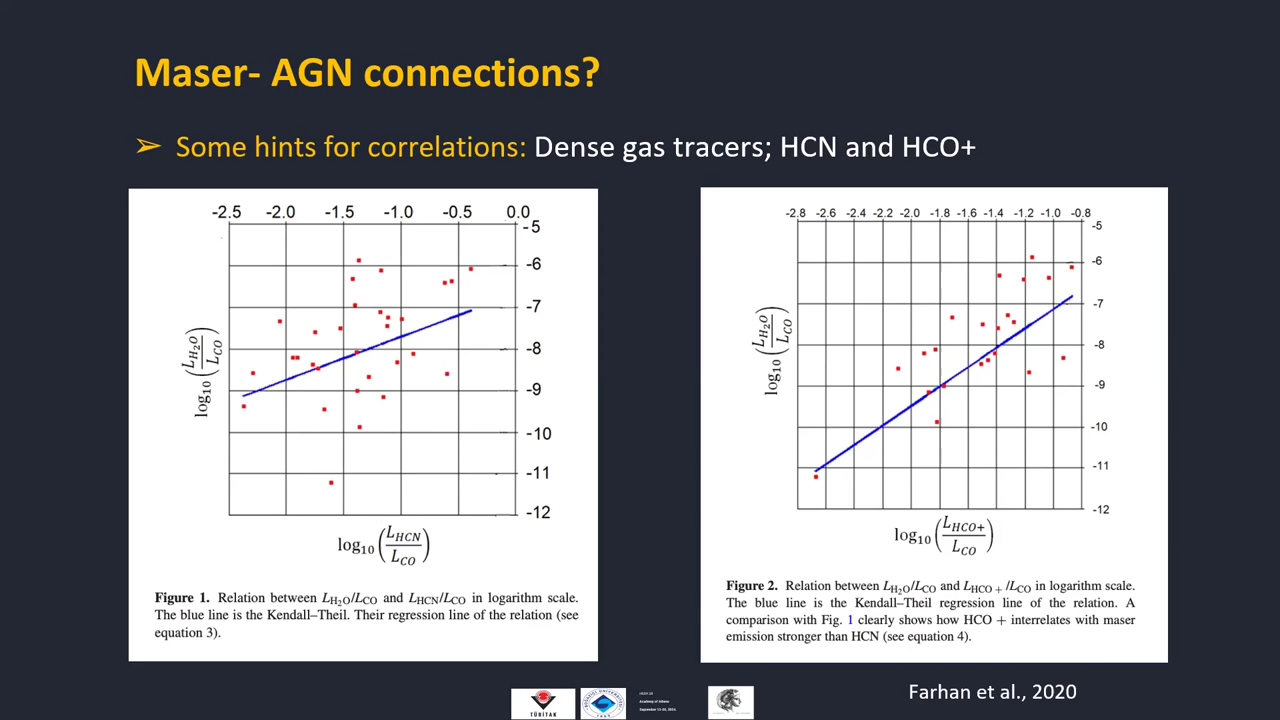 Maser- AGN connections?
➢ Some hints for correlations: Dense gas tracers; HCN and HCO+
-2.5 -2.0 -1.5 -1.0 -0.5 0.0
-5
-6
-7
-8
-9
-10
-11
-12
log10 (L_H2O / L_CO)
log10 (L_HCN / L_CO)
Figure 1. Relation between L_H2O/L_CO and L_HCN/L_CO in logarithm scale.
The blue line is the Kendall–Theil. Their regression line of the relation (see
equation 3).
-2.8 -2.6 -2.4 -2.2 -2.0 -1.8 -1.6 -1.4 -1.2 -1.0 -0.8
-5
-6
-7
-8
-9
-10
-11
-12
log10 (L_H2O / L_CO)
log10 (L_HCO+ / L_CO)
Figure 2. Relation between L_H2O/L_CO and L_HCO + /L_CO in logarithm scale.
The blue line is the Kendall–Theil regression line of the relation. A
comparison with Fig. 1 clearly shows how HCO + interrelates with maser
emission stronger than HCN (see equation 4).
Farhan et al., 2020
TÜBİTAK
Academy of Athens